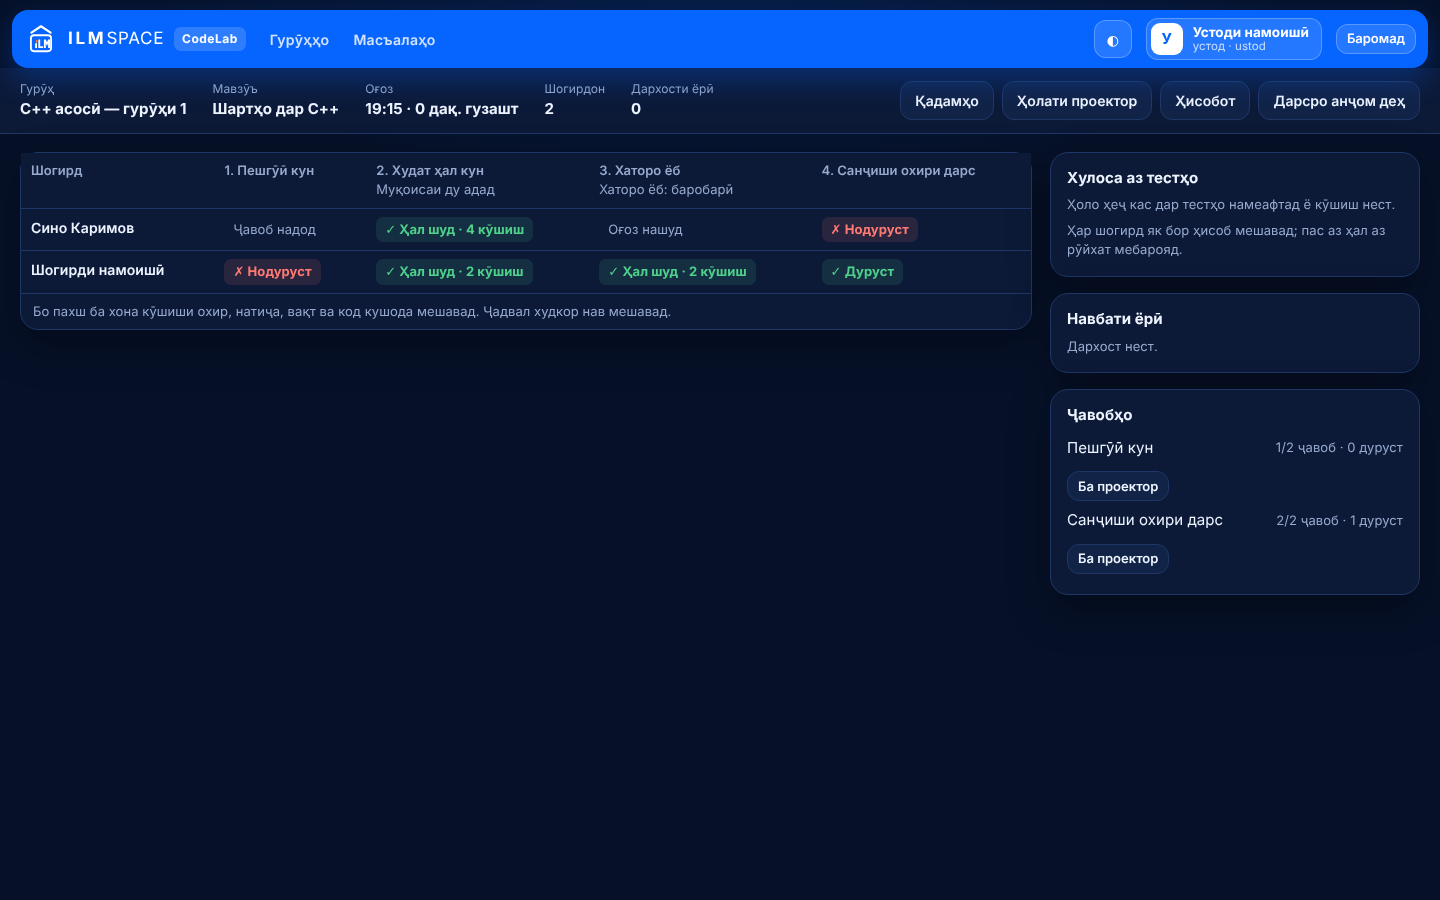 ILMSPACE CodeLab Гурӯҳҳо Масъалаҳо ◐ У Устоди намоишӣ Баромад
устод · ustod
Гурӯҳ Мавзӯъ Оғоз Шогирдон Дархости ёрӣ
C++ асосӣ — гурӯҳи 1 Шартҳо дар C++ 19:15 · 0 дақ. гузашт 2 0
Қадамҳо Ҳолати проектор Ҳисобот Дарсро анҷом деҳ
Шогирд 1. Пешгӯӣ кун 2. Худат ҳал кун 3. Хаторо ёб 4. Санҷиши охири дарс
Муқоисаи ду адад Хаторо ёб: баробарӣ
Сино Каримов Ҷавоб надод ✓ Ҳал шуд · 4 кӯшиш Оғоз нашуд ✗ Нодуруст
Шогирди намоишӣ ✗ Нодуруст ✓ Ҳал шуд · 2 кӯшиш ✓ Ҳал шуд · 2 кӯшиш ✓ Дуруст
Бо пахш ба хона кӯшиши охир, натиҷа, вақт ва код кушода мешавад. Ҷадвал худкор нав мешавад.
Хулоса аз тестҳо
Ҳоло ҳеҷ кас дар тестҳо намеафтад ё кӯшиш нест.
Ҳар шогирд як бор ҳисоб мешавад; пас аз ҳал аз
рӯйхат мебарояд.
Навбати ёрӣ
Дархост нест.
Ҷавобҳо
Пешгӯӣ кун 1/2 ҷавоб · 0 дуруст
Ба проектор
Санҷиши охири дарс 2/2 ҷавоб · 1 дуруст
Ба проектор